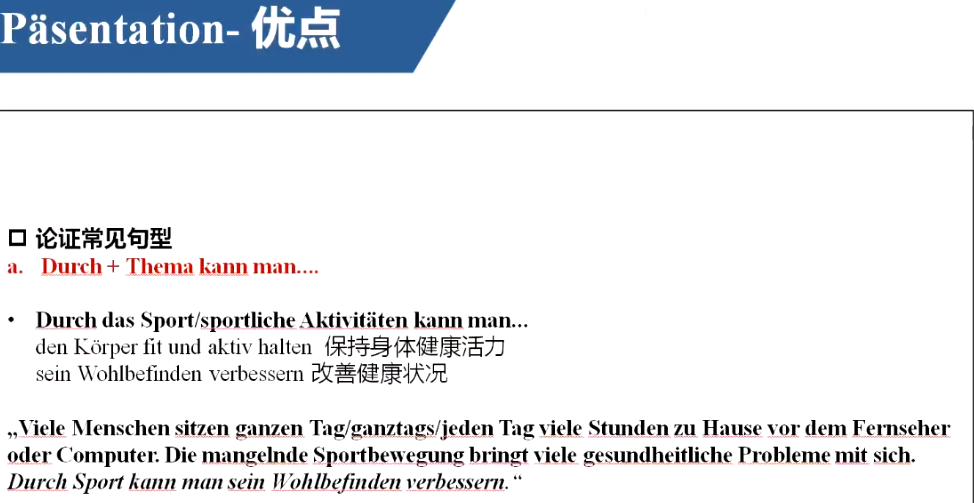 Päsentation- 优点
论证常见句型
a. Durch + Thema kann man....
• Durch das Sport/sportliche Aktivitäten kann man...
den Körper fit und aktiv halten 保持身体健康活力
sein Wohlbefinden verbessern 改善健康状况
„Viele Menschen sitzen ganzen Tag/ganztags/jeden Tag viele Stunden zu Hause vor dem Fernseher
oder Computer. Die mangelnde Sportbewegung bringt viele gesundheitliche Probleme mit sich.
Durch Sport kann man sein Wohlbefinden verbessern.“